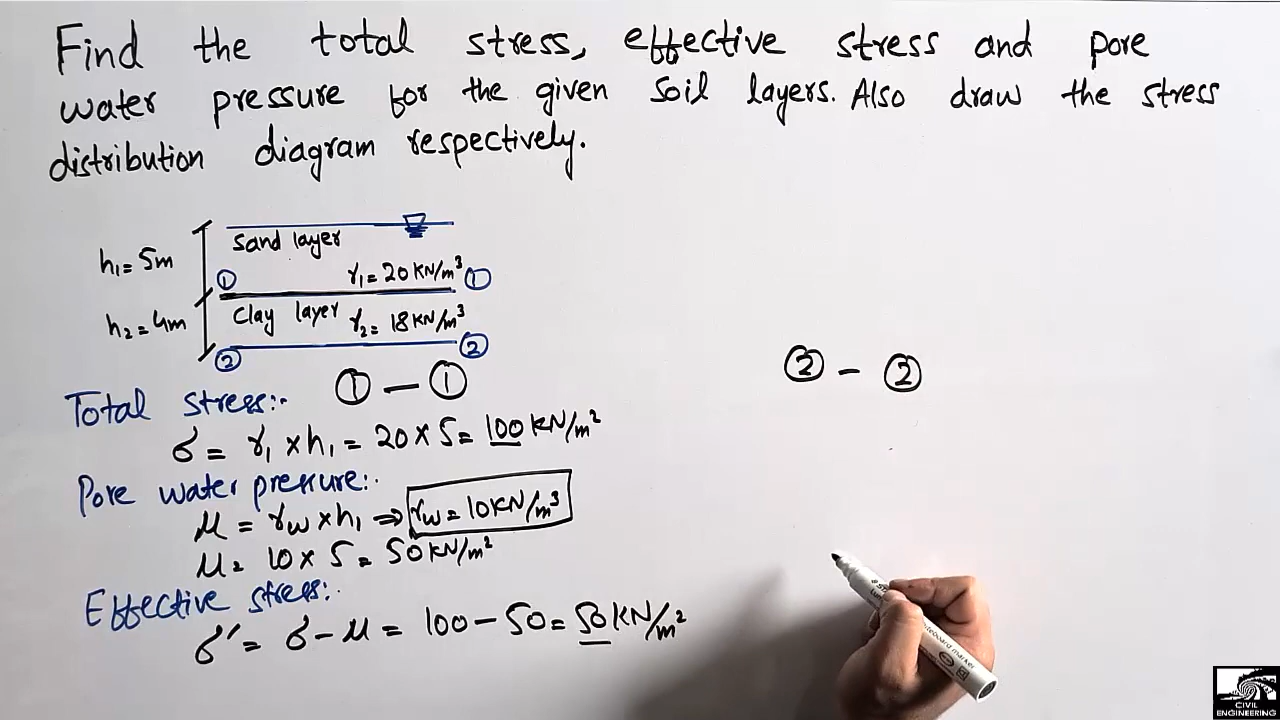 Find the total stress, effective stress and pore
water pressure for the given soil layers. Also draw the stress
distribution diagram respectively.
h₁= 5m
Sand layer
① γ₁= 20 KN/m³ ①
h₂= 4m
Clay layer γ₂= 18 KN/m³
② ②
① — ①
② — ②
Total stress:-
σ = γ₁ × h₁ = 20 × 5 = 100 KN/m²
Pore water pressure:-
μ = γw × h₁ ⇒ γw = 10 KN/m³
μ = 10 × 5 = 50 KN/m²
Effective stress:-
σ' = σ - μ = 100 - 50 = 50 KN/m²
CIVIL
ENGINEERING